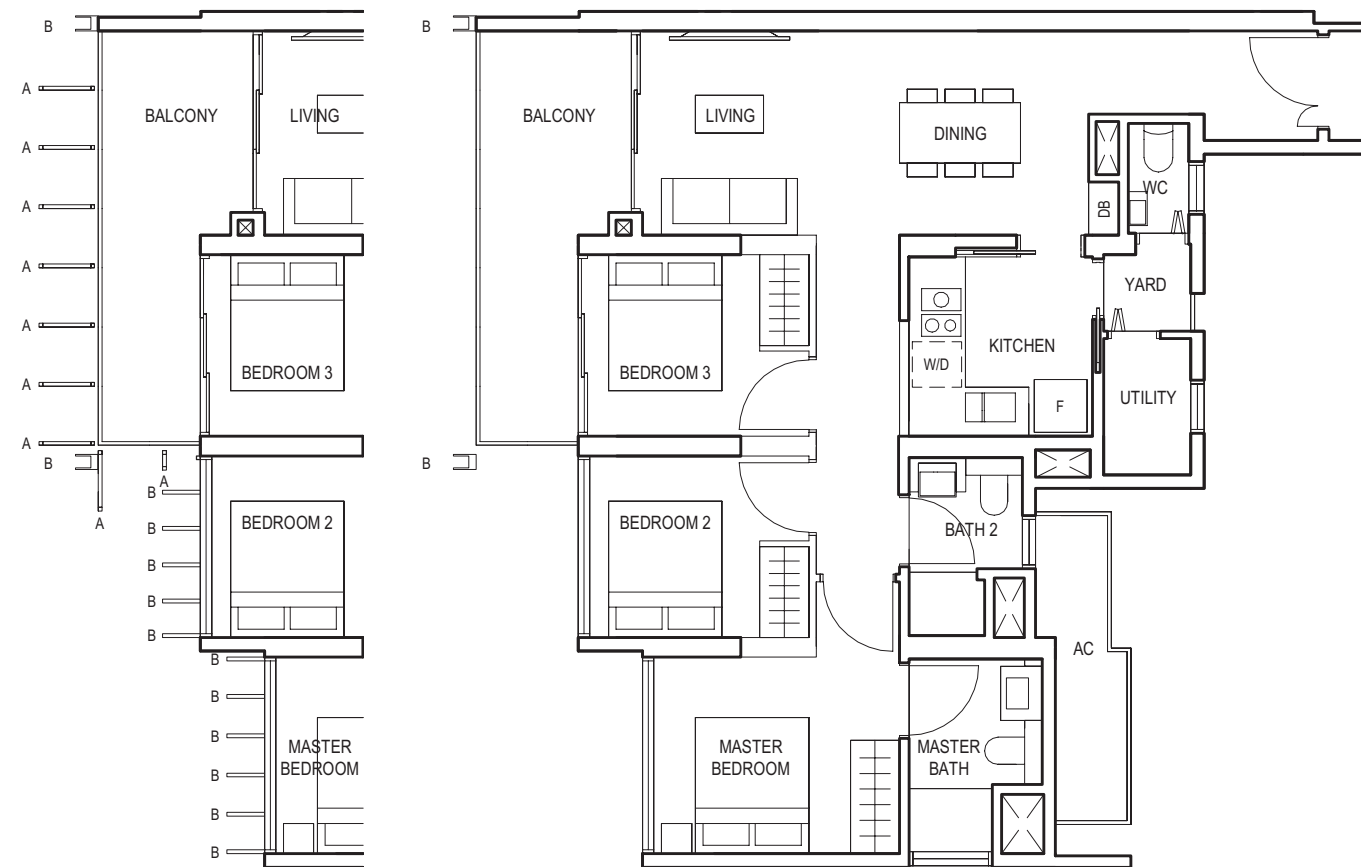 B
B
A
BALCONY
LIVING
BALCONY
LIVING
DINING
A
WC
A
DB
A
YARD
A
KITCHEN
W/D
BEDROOM 3
BEDROOM 3
A
UTILITY
F
A
B
B
A
B
A
BEDROOM 2
BEDROOM 2
B
BATH 2
B
B
B
AC
B
B
B
MASTER
BEDROOM
MASTER
BEDROOM
MASTER
BATH
B
B
B